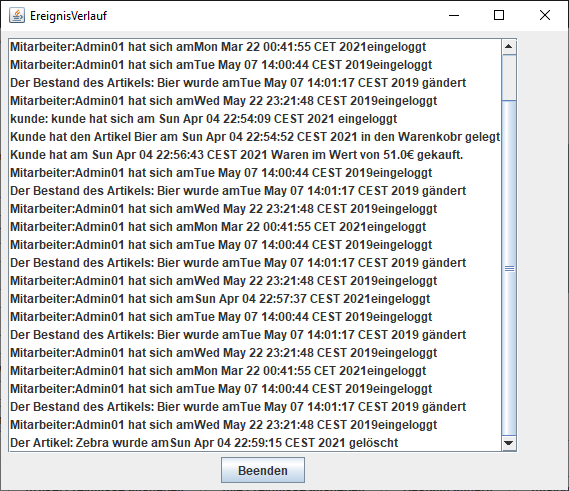 EreignisVerlauf
Mitarbeiter:Admin01 hat sich amMon Mar 22 00:41:55 CET 2021eingeloggt
Mitarbeiter:Admin01 hat sich amTue May 07 14:00:44 CEST 2019eingeloggt
Der Bestand des Artikels: Bier wurde amTue May 07 14:01:17 CEST 2019 gändert
Mitarbeiter:Admin01 hat sich amWed May 22 23:21:48 CEST 2019eingeloggt
kunde: kunde hat sich am Sun Apr 04 22:54:09 CEST 2021 eingeloggt
Kunde hat den Artikel Bier am Sun Apr 04 22:54:52 CEST 2021 in den Warenkobr gelegt
Kunde hat am Sun Apr 04 22:56:43 CEST 2021 Waren im Wert von 51.0€ gekauft.
Mitarbeiter:Admin01 hat sich amTue May 07 14:00:44 CEST 2019eingeloggt
Der Bestand des Artikels: Bier wurde amTue May 07 14:01:17 CEST 2019 gändert
Mitarbeiter:Admin01 hat sich amWed May 22 23:21:48 CEST 2019eingeloggt
Mitarbeiter:Admin01 hat sich amMon Mar 22 00:41:55 CET 2021eingeloggt
Mitarbeiter:Admin01 hat sich amTue May 07 14:00:44 CEST 2019eingeloggt
Der Bestand des Artikels: Bier wurde amTue May 07 14:01:17 CEST 2019 gändert
Mitarbeiter:Admin01 hat sich amWed May 22 23:21:48 CEST 2019eingeloggt
Mitarbeiter:Admin01 hat sich amSun Apr 04 22:57:37 CEST 2021eingeloggt
Mitarbeiter:Admin01 hat sich amTue May 07 14:00:44 CEST 2019eingeloggt
Der Bestand des Artikels: Bier wurde amTue May 07 14:01:17 CEST 2019 gändert
Mitarbeiter:Admin01 hat sich amWed May 22 23:21:48 CEST 2019eingeloggt
Mitarbeiter:Admin01 hat sich amMon Mar 22 00:41:55 CET 2021eingeloggt
Mitarbeiter:Admin01 hat sich amTue May 07 14:00:44 CEST 2019eingeloggt
Der Bestand des Artikels: Bier wurde amTue May 07 14:01:17 CEST 2019 gändert
Mitarbeiter:Admin01 hat sich amWed May 22 23:21:48 CEST 2019eingeloggt
Der Artikel: Zebra wurde amSun Apr 04 22:59:15 CEST 2021 gelöscht
Beenden